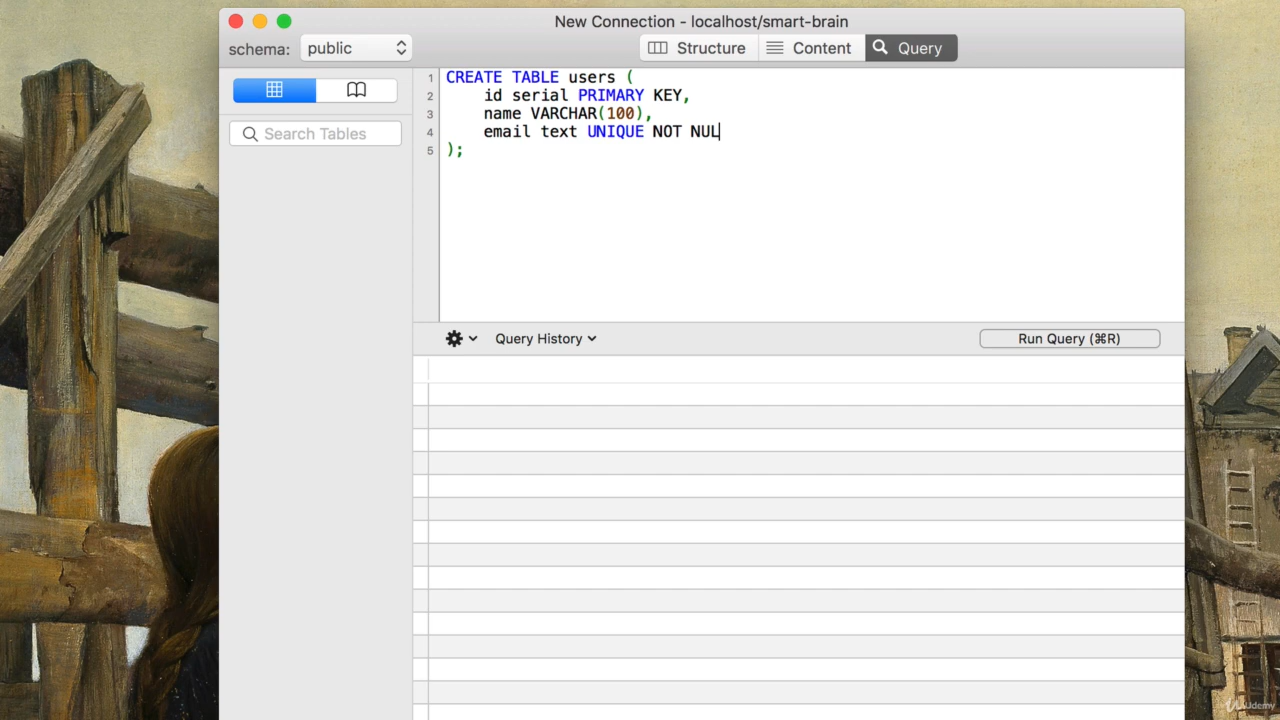 New Connection - localhost/smart-brain
schema: public
Structure Content Query
Search Tables
1 CREATE TABLE users (
2 id serial PRIMARY KEY,
3 name VARCHAR(100),
4 email text UNIQUE NOT NUL
5 );
Query History
Run Query (⌘R)
Udemy